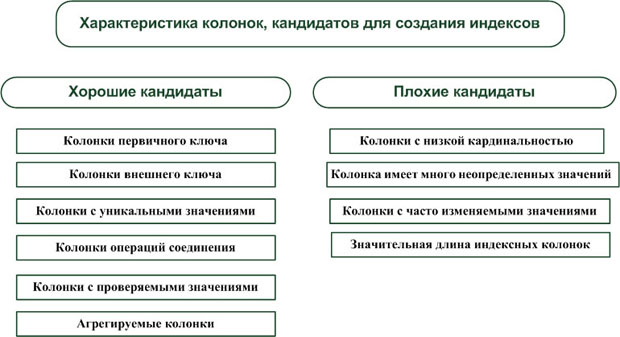 Характеристика колонок, кандидатов для создания индексов
Хорошие кандидаты
Колонки первичного ключа
Колонки внешнего ключа
Колонки с уникальными значениями
Колонки операций соединения
Колонки с проверяемыми значениями
Агрегируемые колонки
Плохие кандидаты
Колонки с низкой кардинальностью
Колонка имеет много неопределенных значений
Колонки с часто изменяемыми значениями
Значительная длина индексных колонок